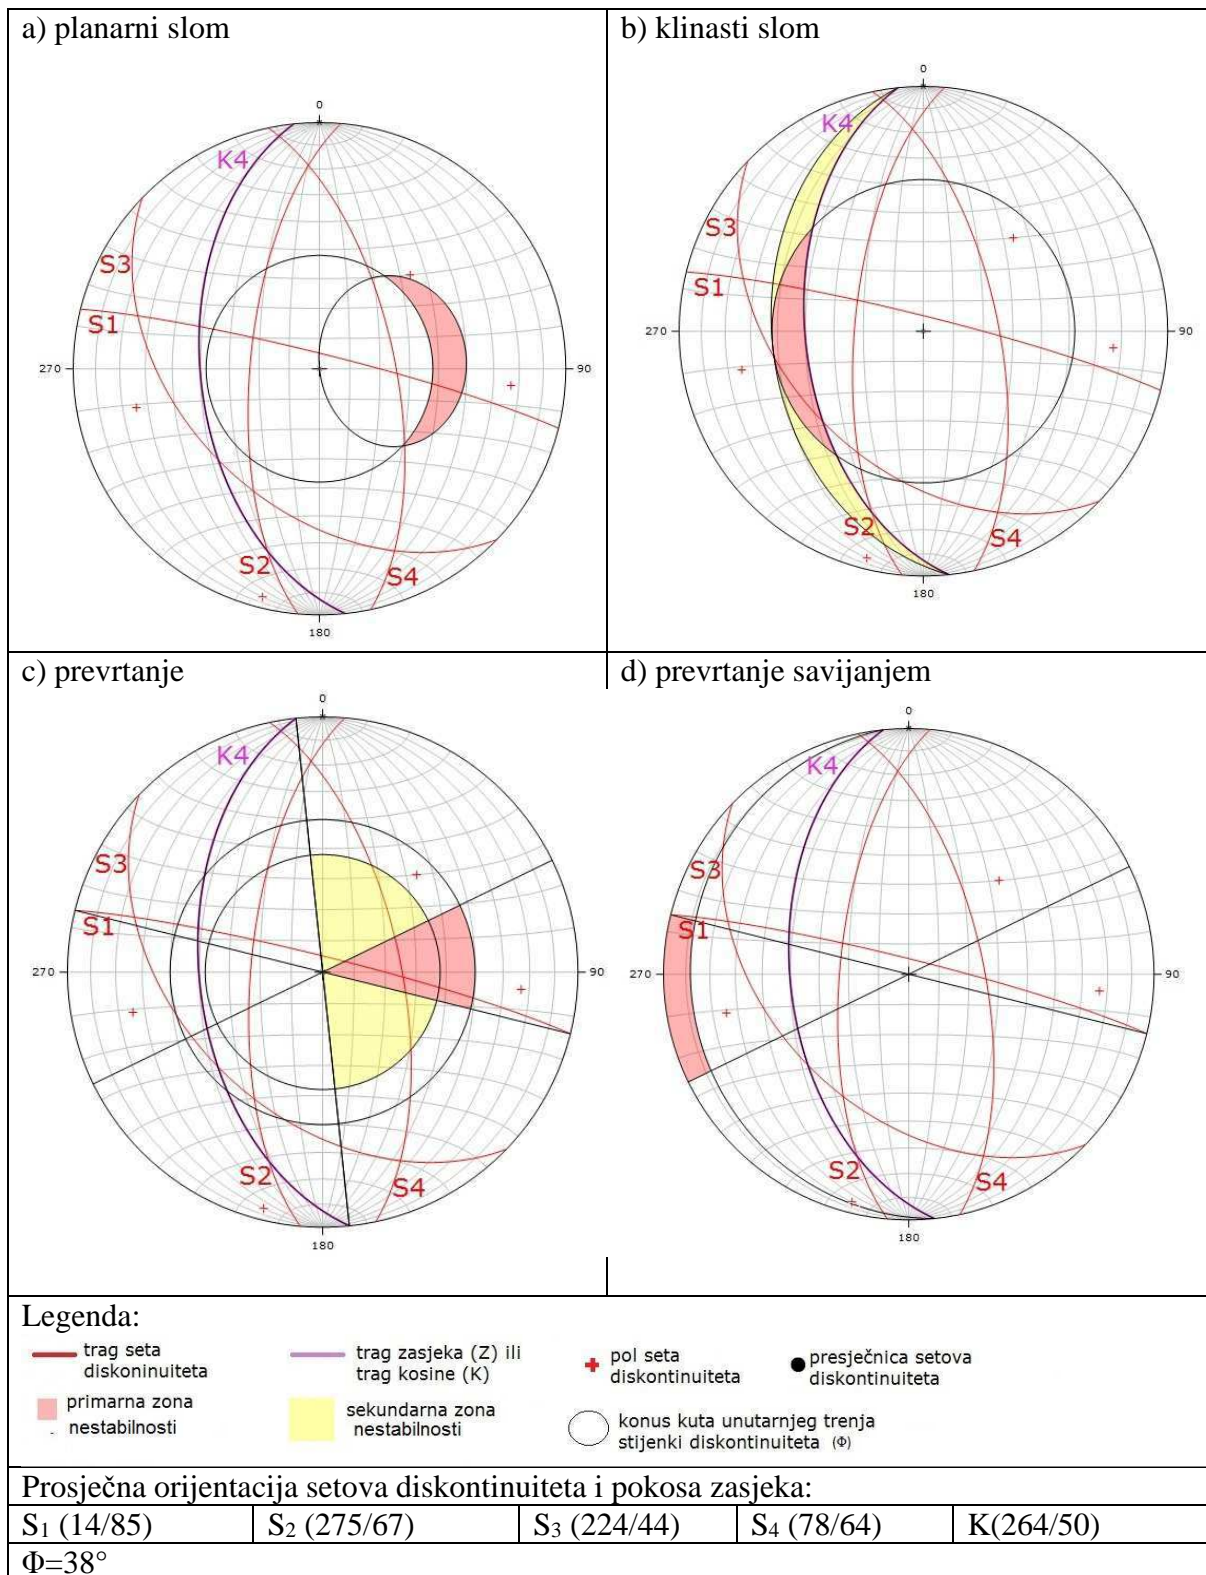 a) planarni slom
0
K4
S3
S1
270
90
S2
S4
180
b) klinasti slom
0
K4
S3
S1
270
90
S2
S4
180
c) prevrtanje
0
K4
S3
S1
270
90
S2
S4
180
d) prevrtanje savijanjem
0
K4
S3
S1
270
90
S2
S4
180
Legenda:
trag seta
diskoninuiteta
trag zasjeka (Z) ili
trag kosine (K)
pol seta
diskontinuiteta
presječnica setova
diskontinuiteta
primarna zona
nestabilnosti
sekundarna zona
nestabilnosti
konus kuta unutarnjeg trenja
stijenki diskontinuiteta (Φ)
Prosječna orijentacija setova diskontinuiteta i pokosa zasjeka:
S₁ (14/85) S₂ (275/67) S₃ (224/44) S₄ (78/64) K(264/50)
Φ=38°